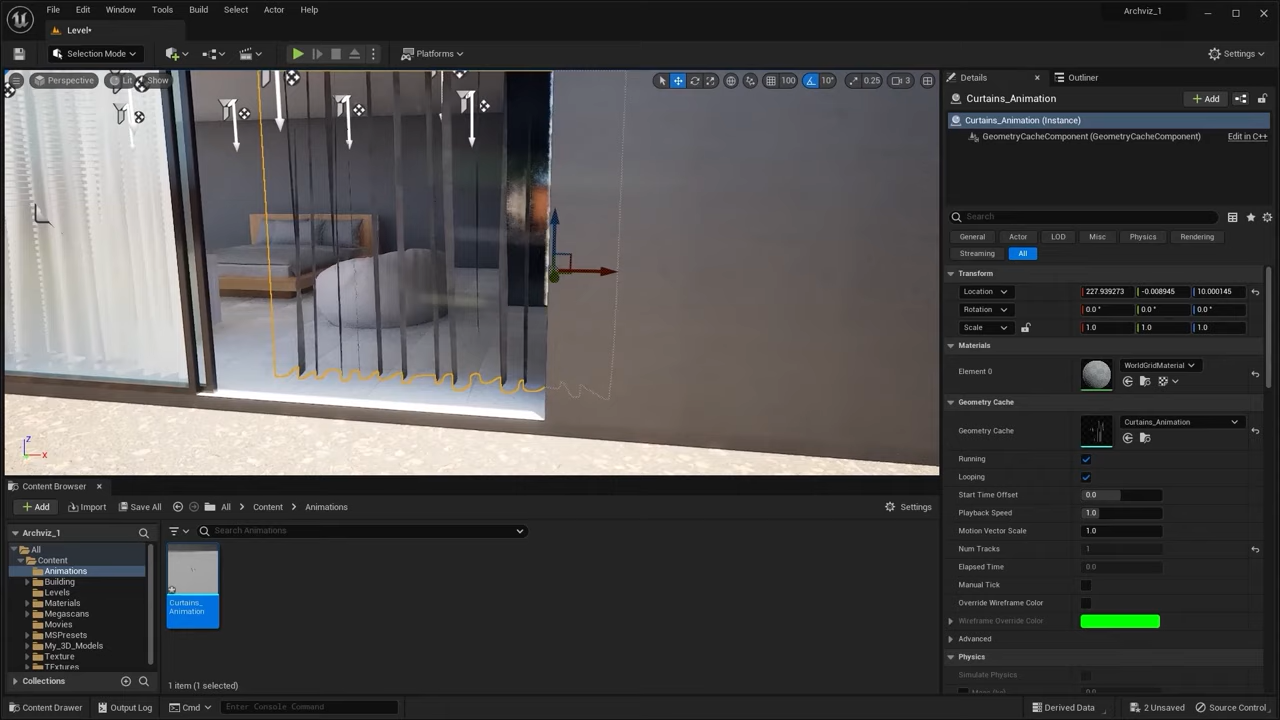 File Edit Window Tools Build Select Actor Help
Archviz_1
Level*
Selection Mode
Platforms
Settings
Perspective Lit Show
100 10° 0.25 3
Details Outliner
Curtains_Animation
Add
Curtains_Animation (Instance)
GeometryCacheComponent (GeometryCacheComponent) Edit in C++
Search
General Actor LOD Misc Physics Rendering
Streaming All
Transform
Location 227.939273 -0.008945 10.000145
Rotation 0.0 ° 0.0 ° 0.0 °
Scale 1.0 1.0 1.0
Materials
Element 0 WorldGridMaterial
Geometry Cache
Geometry Cache Curtains_Animation
Running
Looping
Start Time Offset 0.0
Playback Speed 1.0
Motion Vector Scale 1.0
Num Tracks 1
Elapsed Time 0.0
Manual Tick
Override Wireframe Color
Wireframe Override Color
Advanced
Physics
Simulate Physics
z
x
Content Browser
Add Import Save All All Content Animations Settings
Archviz_1
Search Animations
All
Content
Animations
Building
Levels
Materials
Megascans
Movies
MSPresets
My_3D_Models
Texture
TExtures
Collections
Curtains_
Animation
1 item (1 selected)
Content Drawer Output Log Cmd Enter Console Command Derived Data 2 Unsaved Source Control